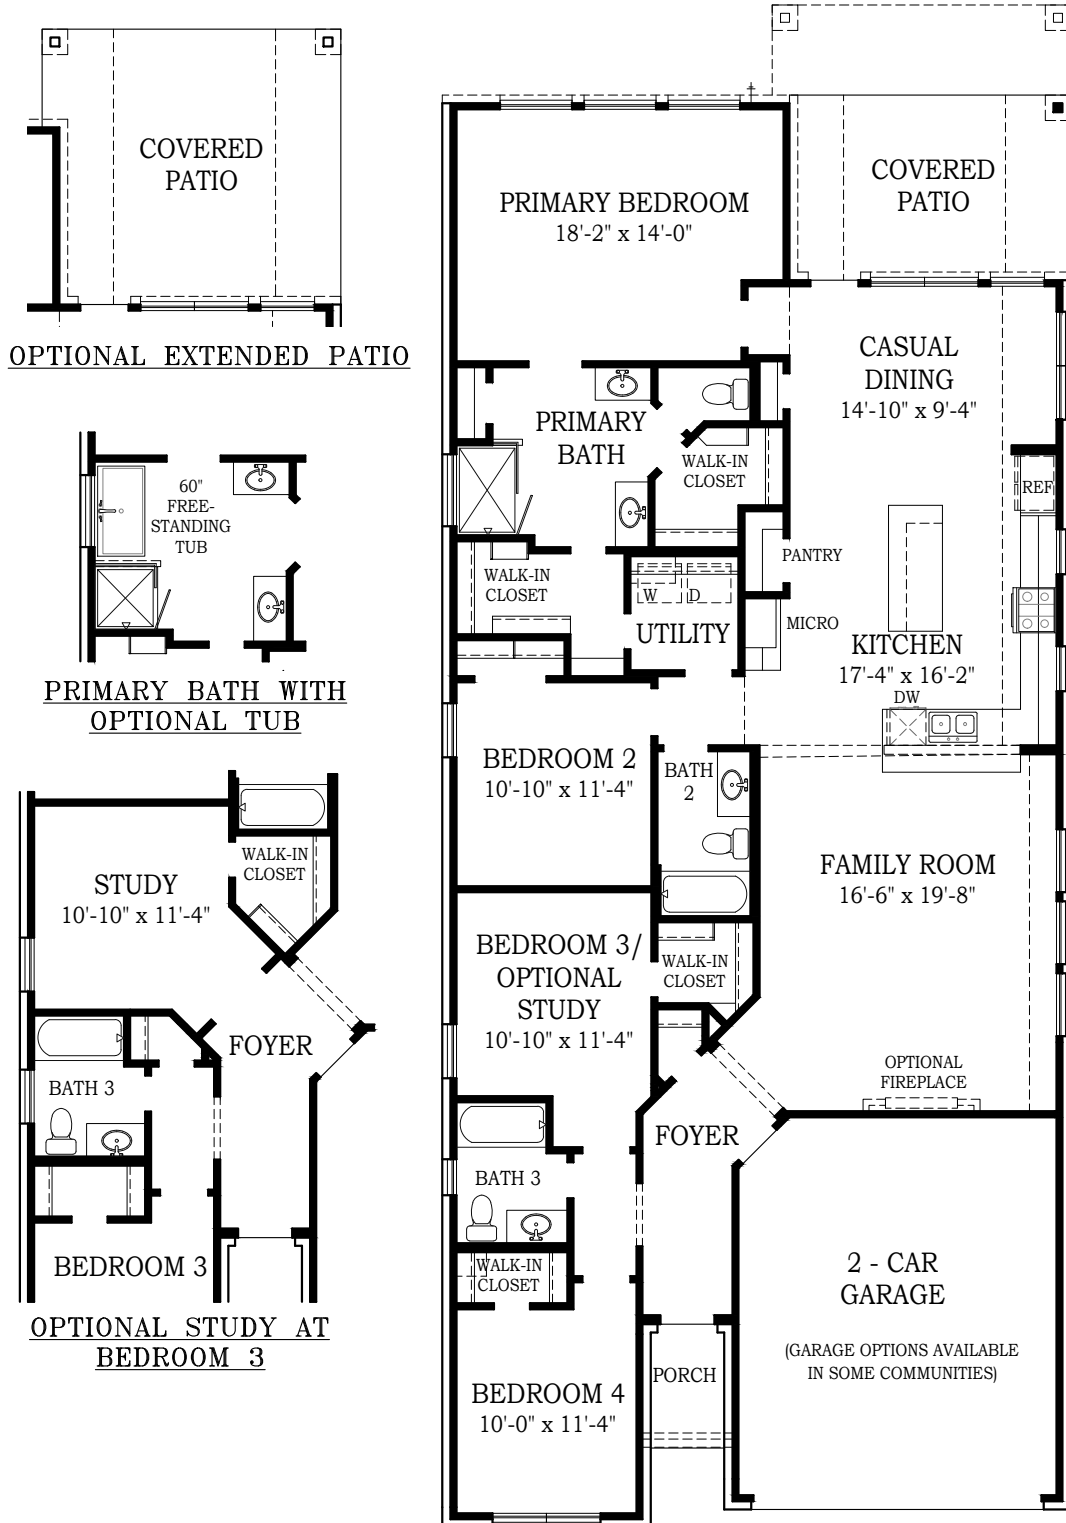 COVERED
PATIO
OPTIONAL EXTENDED PATIO
60"
FREE-
STANDING
TUB
PRIMARY BATH WITH
OPTIONAL TUB
WALK-IN
CLOSET
STUDY
10'-10" x 11'-4"
FOYER
BATH 3
BEDROOM 3
OPTIONAL STUDY AT
BEDROOM 3
COVERED
PATIO
PRIMARY BEDROOM
18'-2" x 14'-0"
CASUAL
DINING
14'-10" x 9'-4"
PRIMARY
BATH
WALK-IN
CLOSET
REF
PANTRY
WALK-IN
CLOSET
W
D
MICRO
UTILITY
KITCHEN
17'-4" x 16'-2"
DW
BEDROOM 2
10'-10" x 11'-4"
BATH
2
FAMILY ROOM
16'-6" x 19'-8"
BEDROOM 3/
OPTIONAL
STUDY
10'-10" x 11'-4"
WALK-IN
CLOSET
OPTIONAL
FIREPLACE
FOYER
BATH 3
WALK-IN
CLOSET
2 - CAR
GARAGE
(GARAGE OPTIONS AVAILABLE
IN SOME COMMUNITIES)
PORCH
BEDROOM 4
10'-0" x 11'-4"